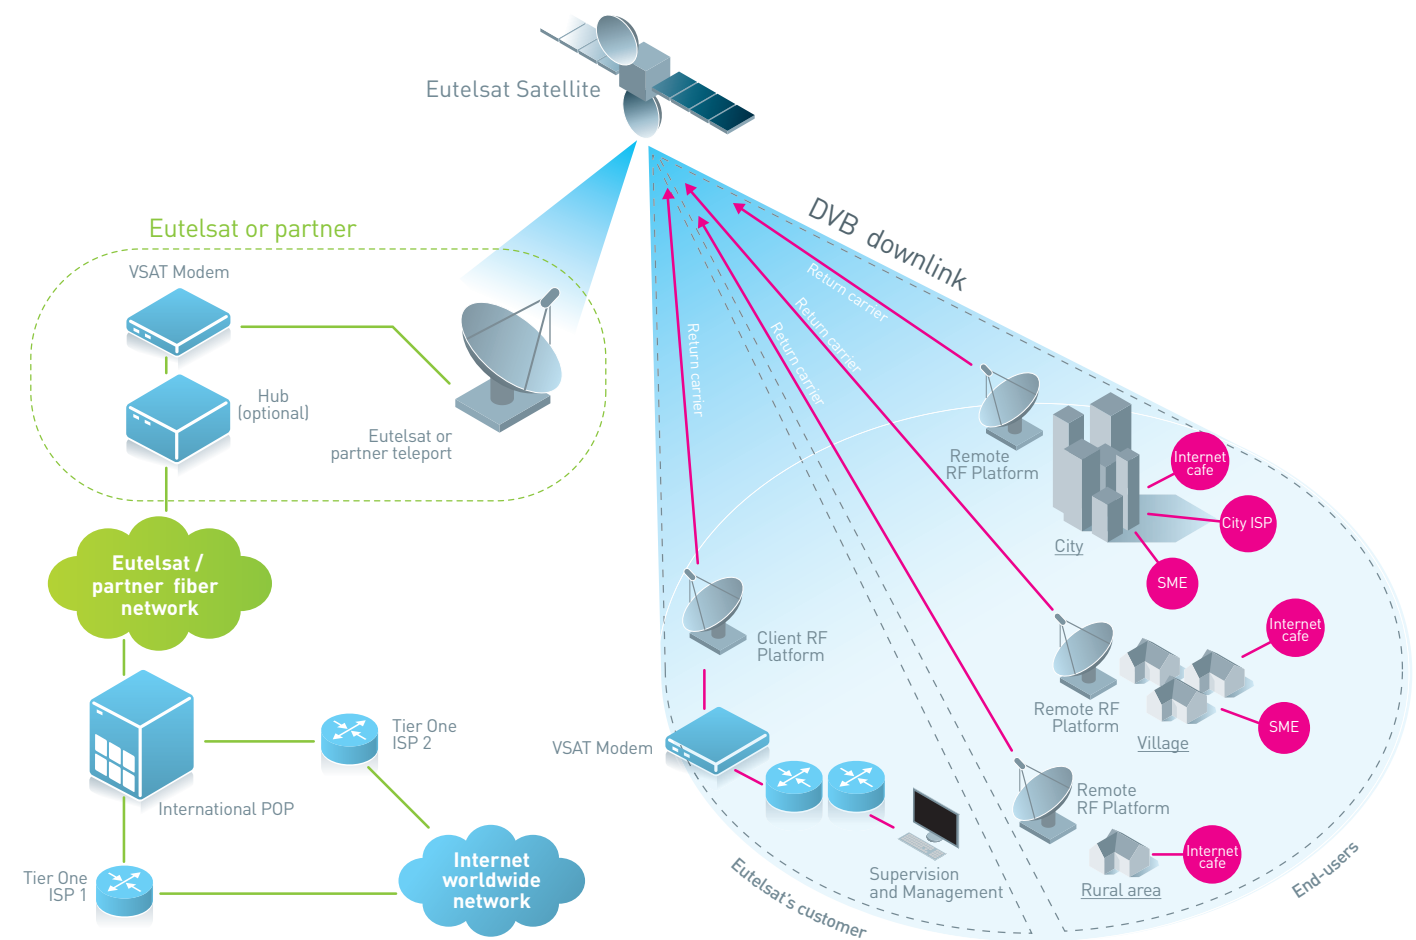 Eutelsat Satellite
Eutelsat or partner
VSAT Modem
Hub
(optional)
Eutelsat or
partner teleport
Eutelsat /
partner fiber
network
Tier One
ISP 2
International POP
Tier One
ISP 1
Internet
worldwide
network
DVB downlink
Return carrier
Return carrier
Return carrier
Return carrier
Remote
RF Platform
Internet
cafe
City ISP
SME
City
Client RF
Platform
Remote RF
Platform
Internet
cafe
SME
Village
VSAT Modem
Remote
RF Platform
Internet
cafe
Rural area
Supervision
and Management
Eutelsat's customer
End-users